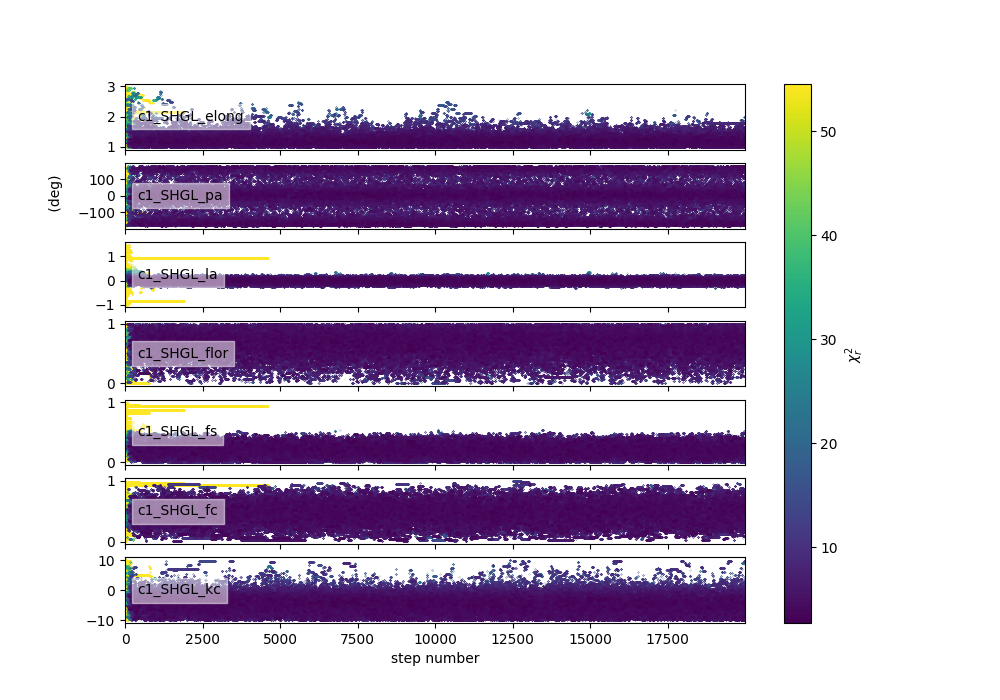 3
2
1
c1_SHGL_elong
(deg)
100
0
−100
c1_SHGL_pa
1
0
−1
c1_SHGL_la
1
0
c1_SHGL_flor
1
0
c1_SHGL_fs
1
0
c1_SHGL_fc
10
0
−10
c1_SHGL_kc
0 2500 5000 7500 10000 12500 15000 17500
step number
50
40
30
20
10
χ²ᵣ